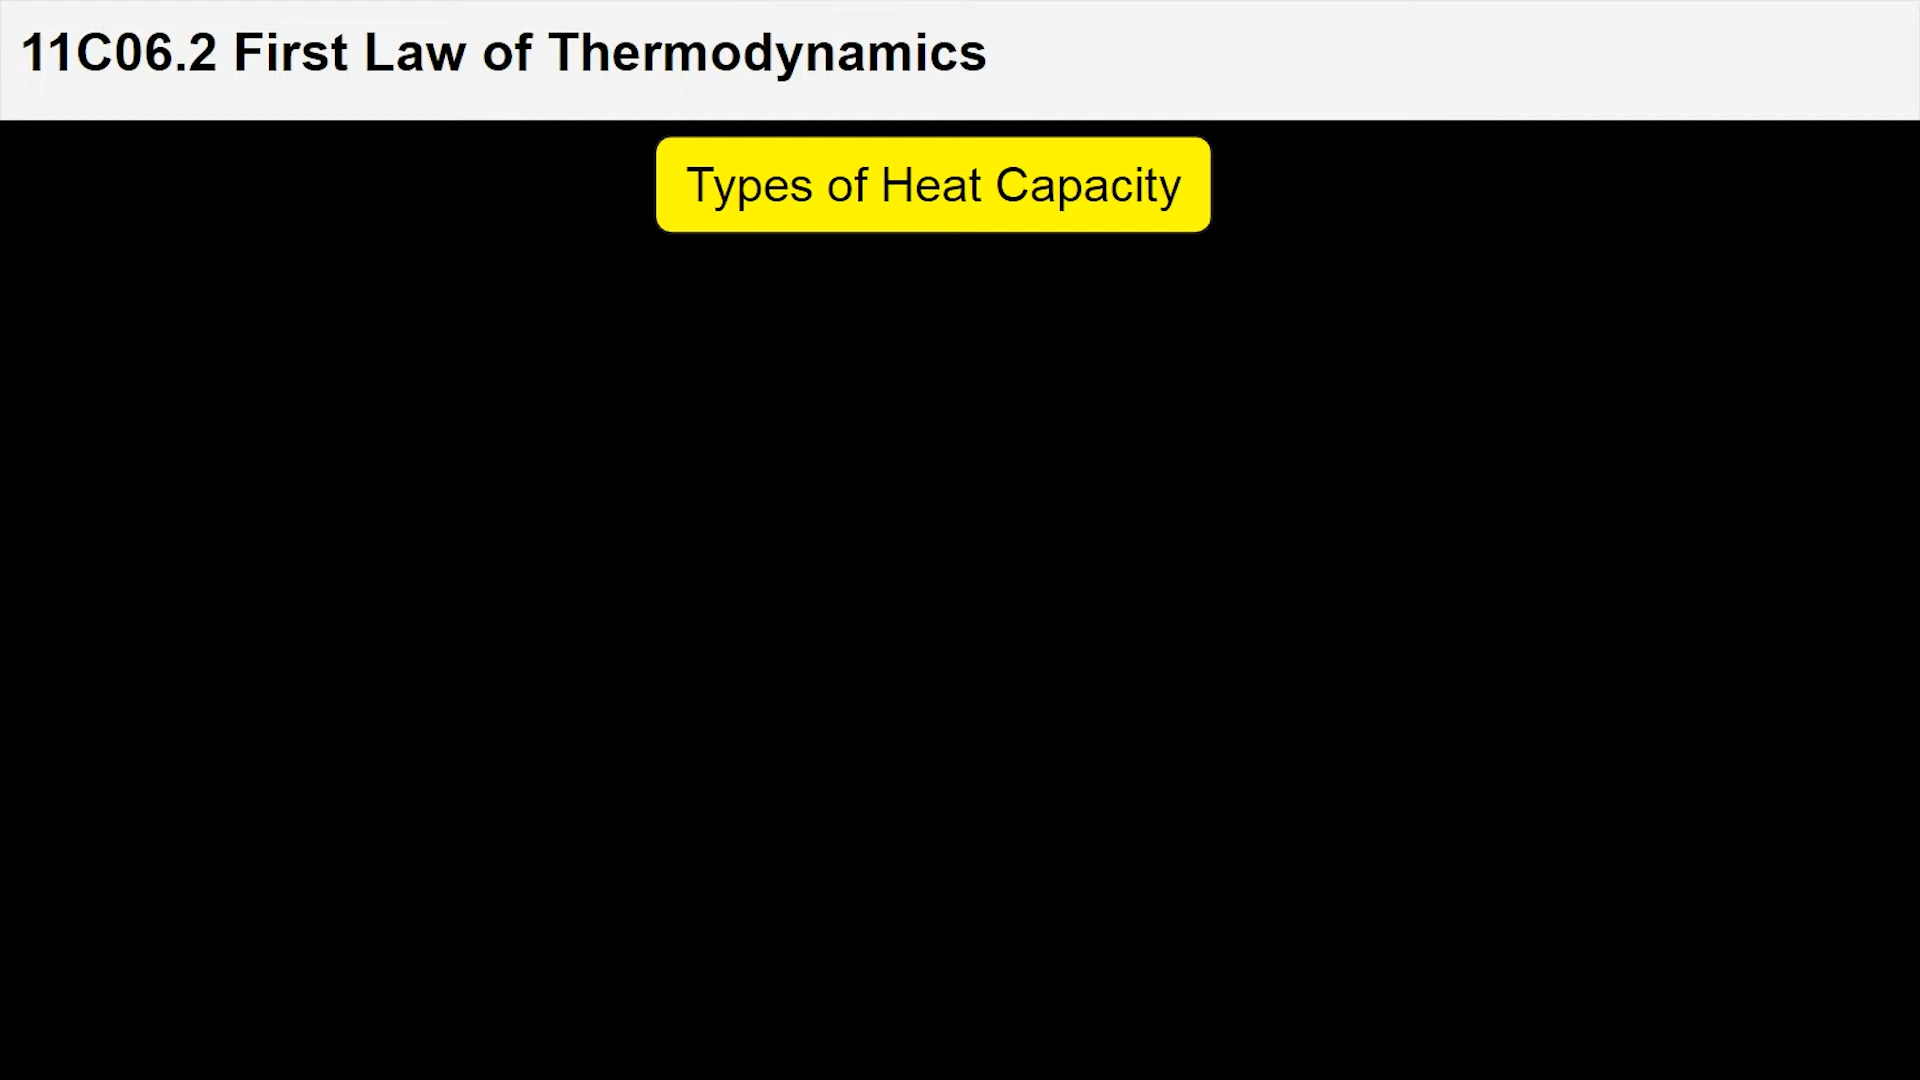 11C06.2 First Law of Thermodynamics
Types of Heat Capacity